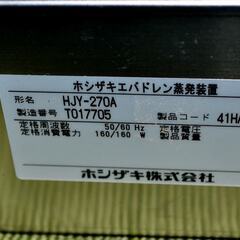 ホシザキエバドレン蒸発装置
形名 HJY-270A
製造番号 T017705 製品コード 41HA
定格周波数 50/60 Hz 定格電圧
定格消費電力 160/160 W 製品質量
ホシザキ株式会社